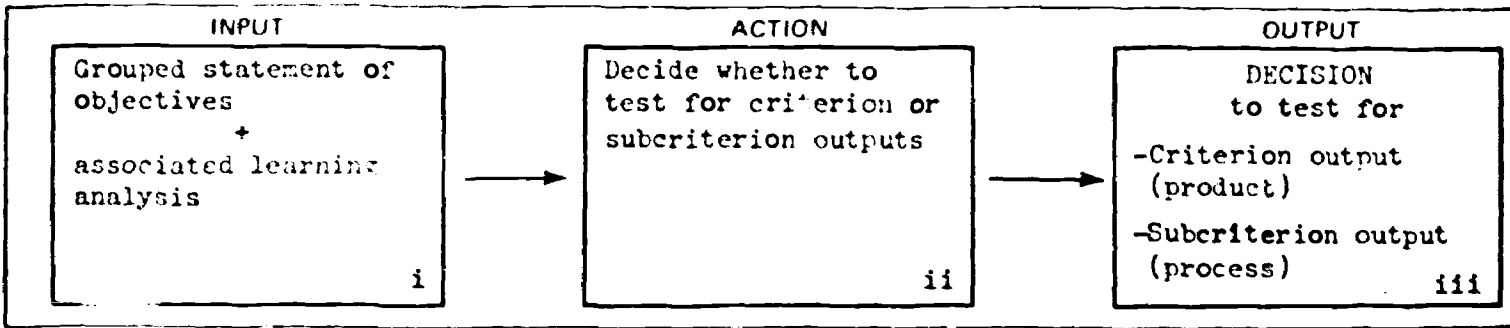 INPUT
Grouped statement of
objectives
+
associated learning
analysis
i
ACTION
Decide whether to
test for criterion or
subcriterion outputs
ii
OUTPUT
DECISION
to test for
-Criterion output
(product)
-Subcriterion output
(process)
iii